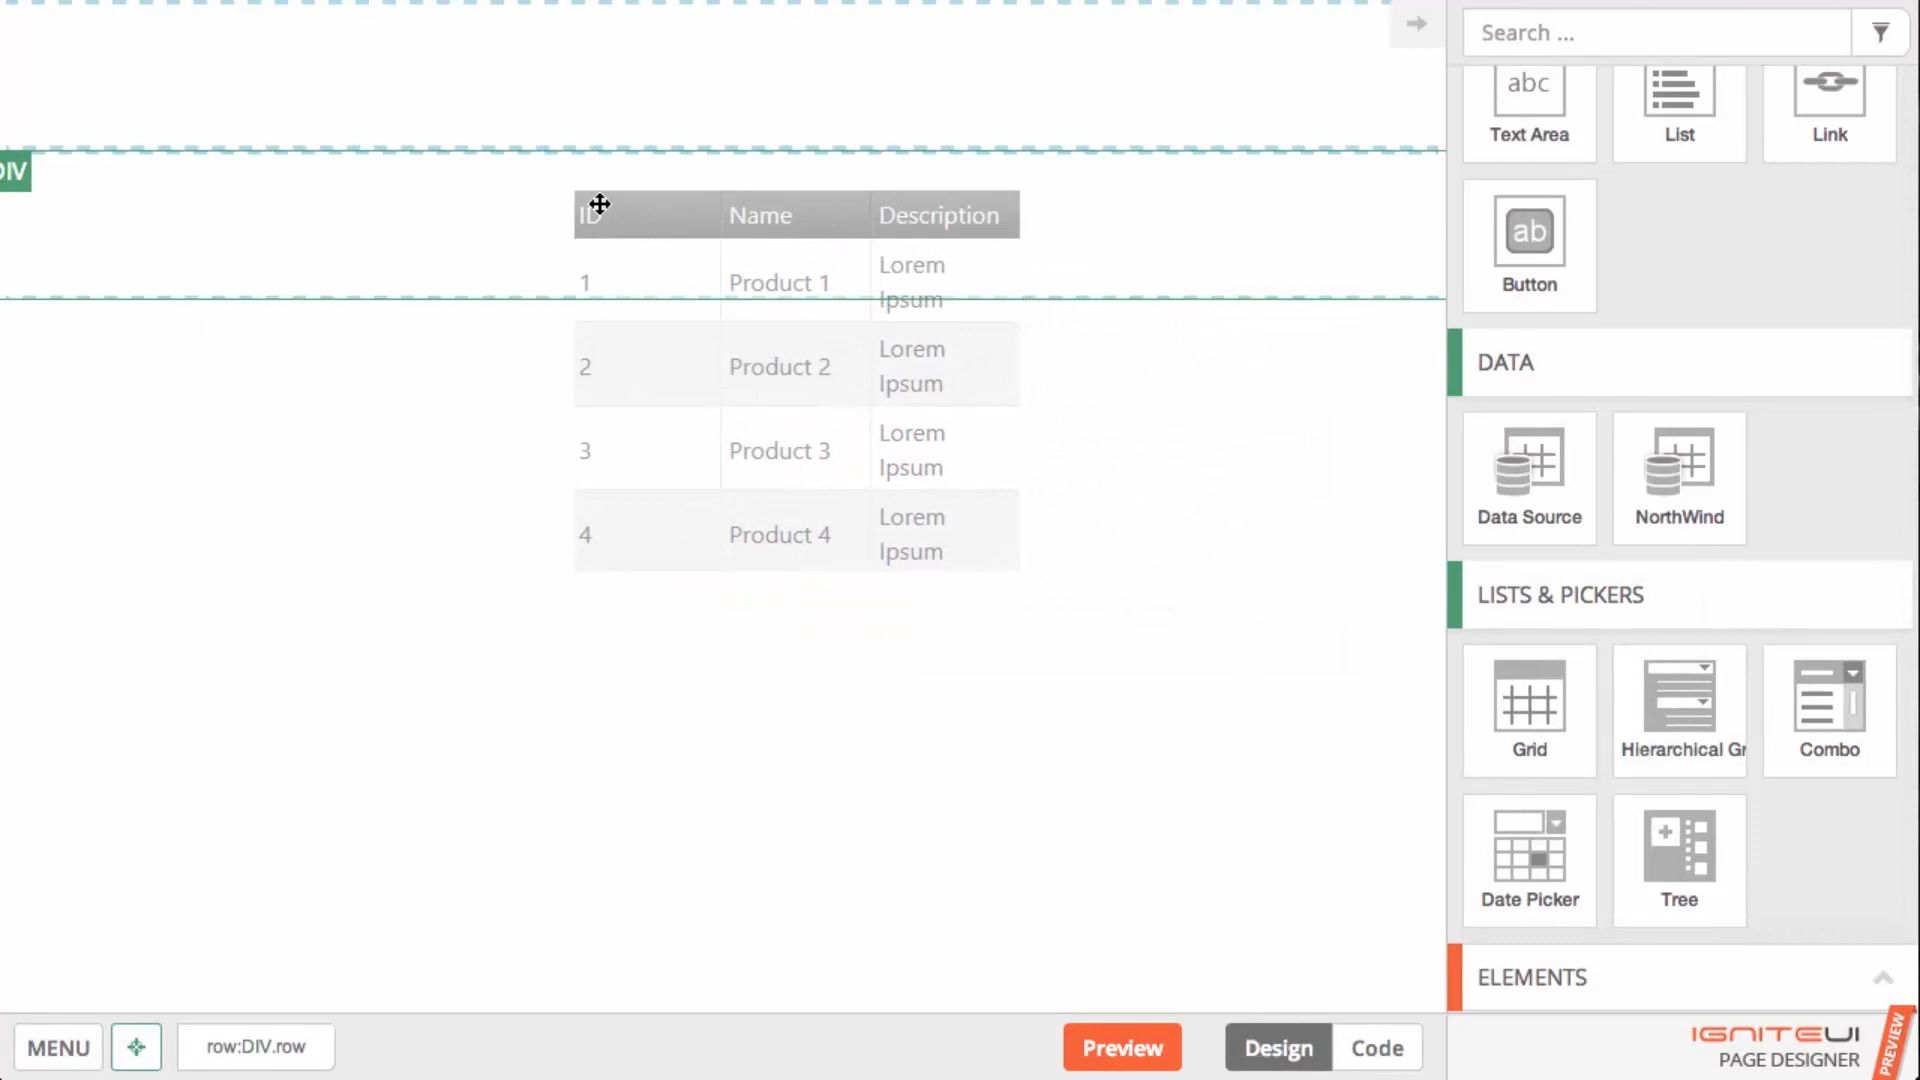 Search ...
abc
Text Area
List
Link
DIV
ID Name Description
1 Product 1 Lorem
Ipsum
2 Product 2 Lorem
Ipsum
3 Product 3 Lorem
Ipsum
4 Product 4 Lorem
Ipsum
ab
Button
DATA
Data Source
NorthWind
LISTS & PICKERS
Grid
Hierarchical Gr
Combo
Date Picker
Tree
ELEMENTS
MENU
row:DIV.row
Preview
Design
Code
IGNITEUI
PAGE DESIGNER
PREVIEW